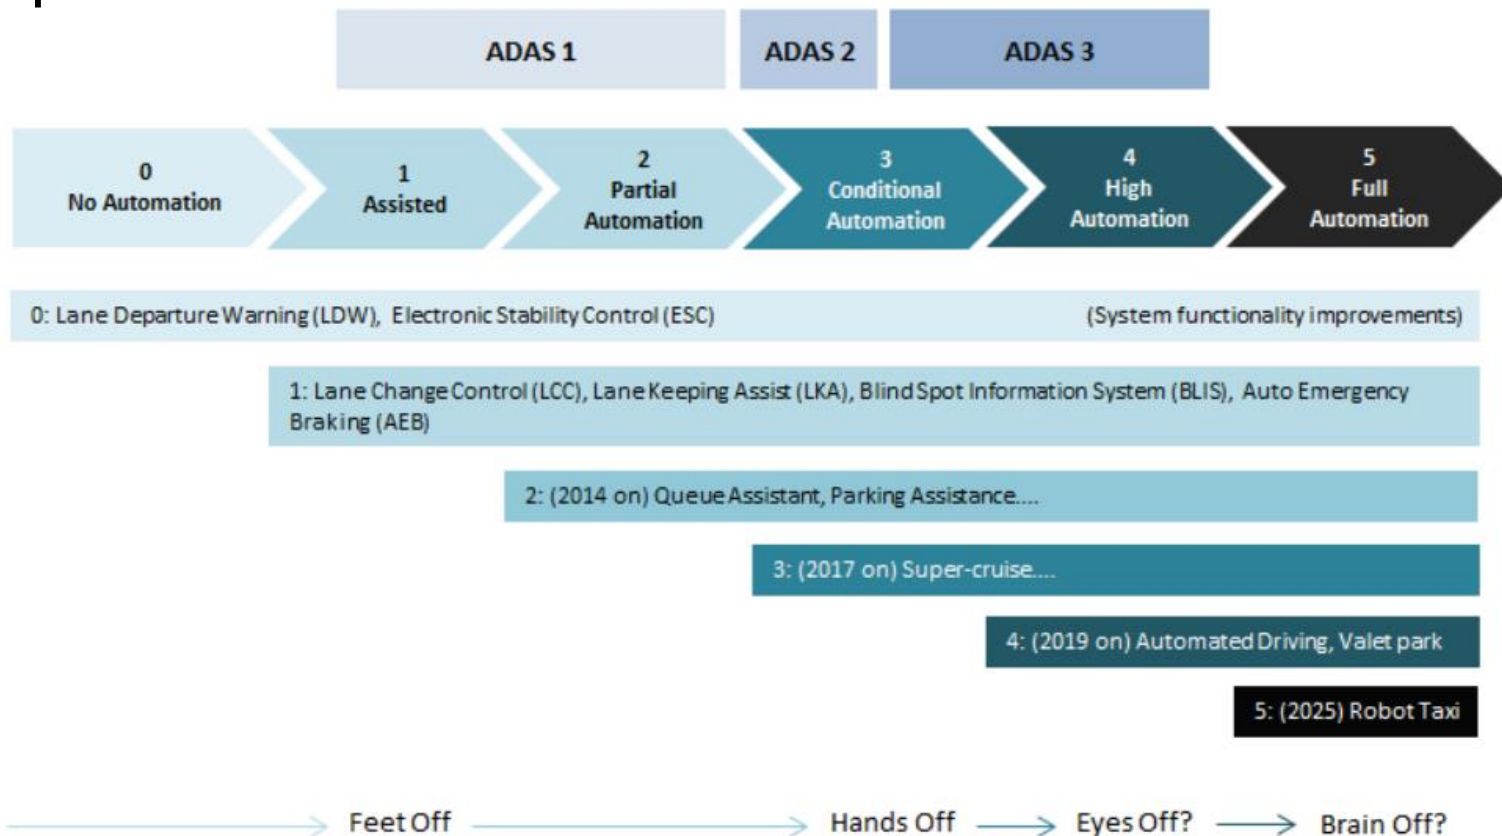 ADAS 1
ADAS 2
ADAS 3
0
No Automation
1
Assisted
2
Partial
Automation
3
Conditional
Automation
4
High
Automation
5
Full
Automation
0: Lane Departure Warning (LDW), Electronic Stability Control (ESC)
(System functionality improvements)
1: Lane Change Control (LCC), Lane Keeping Assist (LKA), Blind Spot Information System (BLIS), Auto Emergency
Braking (AEB)
2: (2014 on) Queue Assistant, Parking Assistance....
3: (2017 on) Super-cruise....
4: (2019 on) Automated Driving, Valet park
5: (2025) Robot Taxi
Feet Off
Hands Off
Eyes Off?
Brain Off?